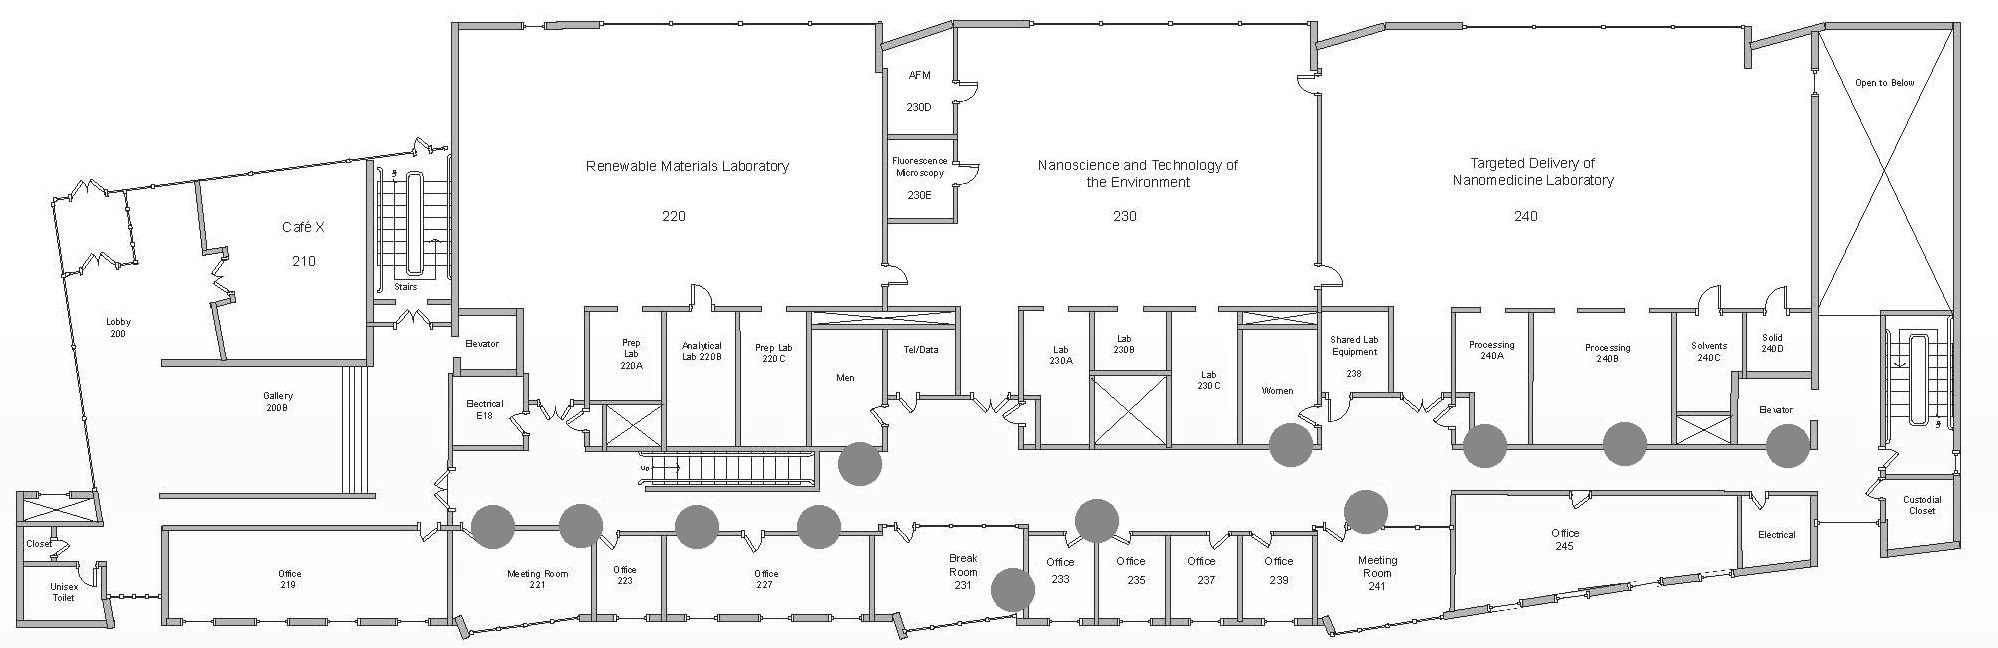 AFM
230D
Open to Below
Fluorescence
Microscopy
230E
Renewable Materials Laboratory
220
Nanoscience and Technology of
the Environment
230
Targeted Delivery of
Nanomedicine Laboratory
240
Café X
210
Stairs
Lobby
200
Elevator
Prep
Lab
220A
Analytical
Lab 220B
Prep Lab
220C
Men
Tel/Data
Lab
230A
Lab
230B
Lab
230C
Women
Shared Lab
Equipment
238
Processing
240A
Processing
240B
Solvents
240C
Solid
240D
Elevator
Gallery
200B
Electrical
E18
Up
Custodial
Closet
Closet
Unisex
Toilet
Office
219
Meeting Room
221
Office
223
Office
227
Break
Room
231
Office
233
Office
235
Office
237
Office
239
Meeting
Room
241
Office
245
Electrical